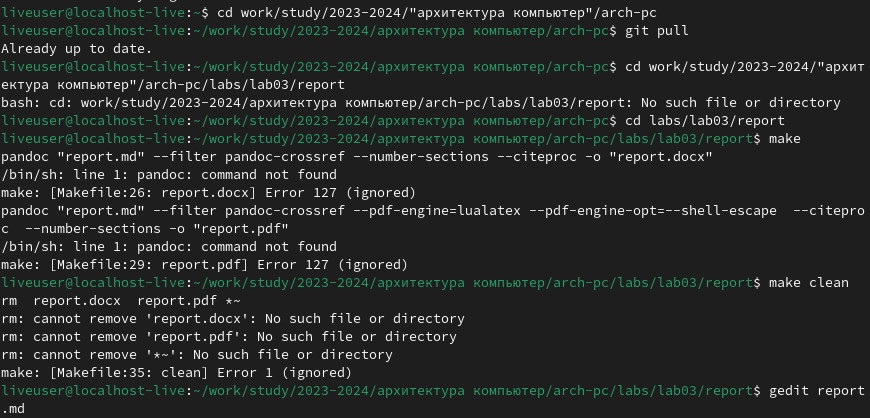 liveuser@localhost-live:~$ cd work/study/2023-2024/"архитектура компьютер"/arch-pc
liveuser@localhost-live:~/work/study/2023-2024/архитектура компьютер/arch-pc$ git pull
Already up to date.
liveuser@localhost-live:~/work/study/2023-2024/архитектура компьютер/arch-pc$ cd work/study/2023-2024/"архит
ектура компьютер"/arch-pc/labs/lab03/report
bash: cd: work/study/2023-2024/архитектура компьютер/arch-pc/labs/lab03/report: No such file or directory
liveuser@localhost-live:~/work/study/2023-2024/архитектура компьютер/arch-pc$ cd labs/lab03/report
liveuser@localhost-live:~/work/study/2023-2024/архитектура компьютер/arch-pc/labs/lab03/report$ make
pandoc "report.md" --filter pandoc-crossref --number-sections --citeproc -o "report.docx"
/bin/sh: line 1: pandoc: command not found
make: [Makefile:26: report.docx] Error 127 (ignored)
pandoc "report.md" --filter pandoc-crossref --pdf-engine=lualatex --pdf-engine-opt=--shell-escape  --citepro
c  --number-sections -o "report.pdf"
/bin/sh: line 1: pandoc: command not found
make: [Makefile:29: report.pdf] Error 127 (ignored)
liveuser@localhost-live:~/work/study/2023-2024/архитектура компьютер/arch-pc/labs/lab03/report$ make clean
rm  report.docx  report.pdf *~
rm: cannot remove 'report.docx': No such file or directory
rm: cannot remove 'report.pdf': No such file or directory
rm: cannot remove '*~': No such file or directory
make: [Makefile:35: clean] Error 1 (ignored)
liveuser@localhost-live:~/work/study/2023-2024/архитектура компьютер/arch-pc/labs/lab03/report$ gedit report
.md